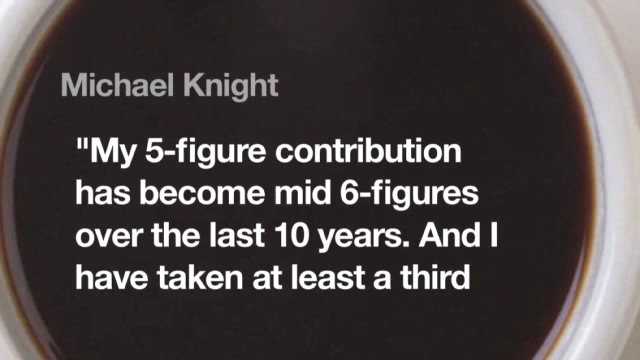 Michael Knight
"My 5-figure contribution
has become mid 6-figures
over the last 10 years. And I
have taken at least a third